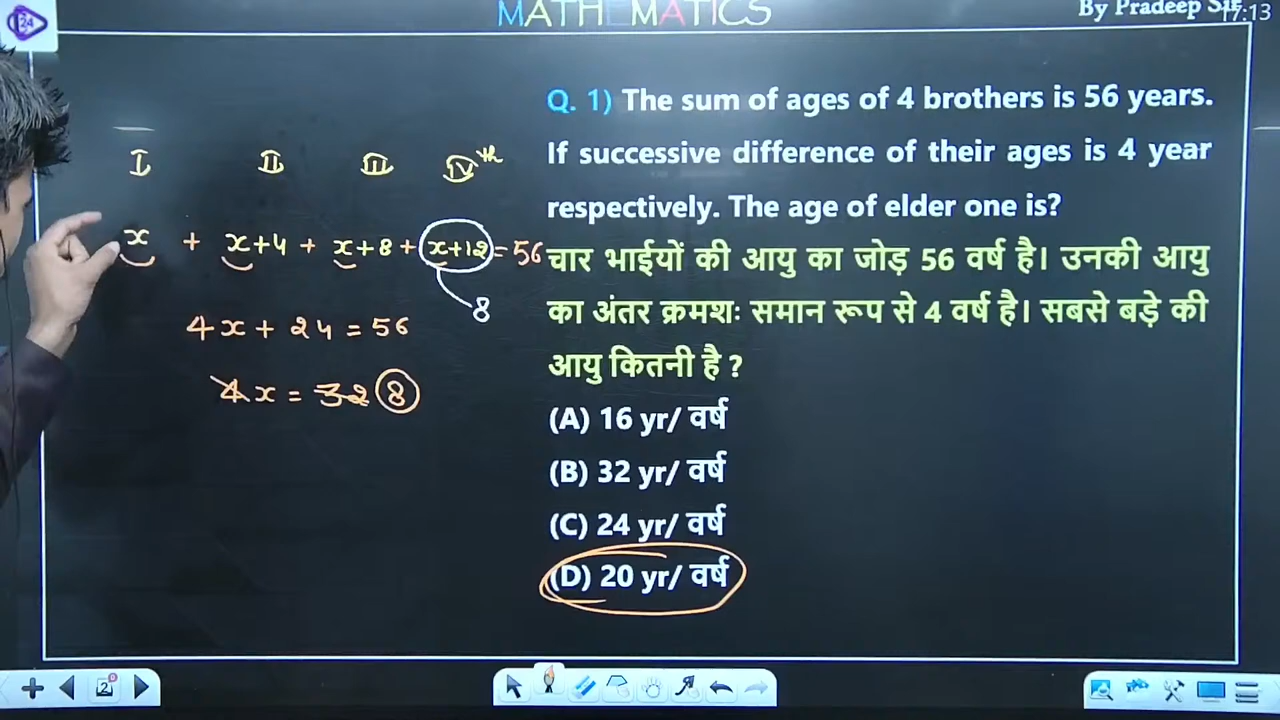 24
MATHEMATICS
By Pradeep Sir
17:13
Q. 1) The sum of ages of 4 brothers is 56 years.
If successive difference of their ages is 4 year
respectively. The age of elder one is?
चार भाईयों की आयु का जोड़ 56 वर्ष है। उनकी आयु
का अंतर क्रमशः समान रूप से 4 वर्ष है। सबसे बड़े की
आयु कितनी है ?
(A) 16 yr/ वर्ष
(B) 32 yr/ वर्ष
(C) 24 yr/ वर्ष
(D) 20 yr/ वर्ष
I II III IVth
x + x+4 + x+8 + x+12 = 56
8
4x + 24 = 56
4x = 32 8
2